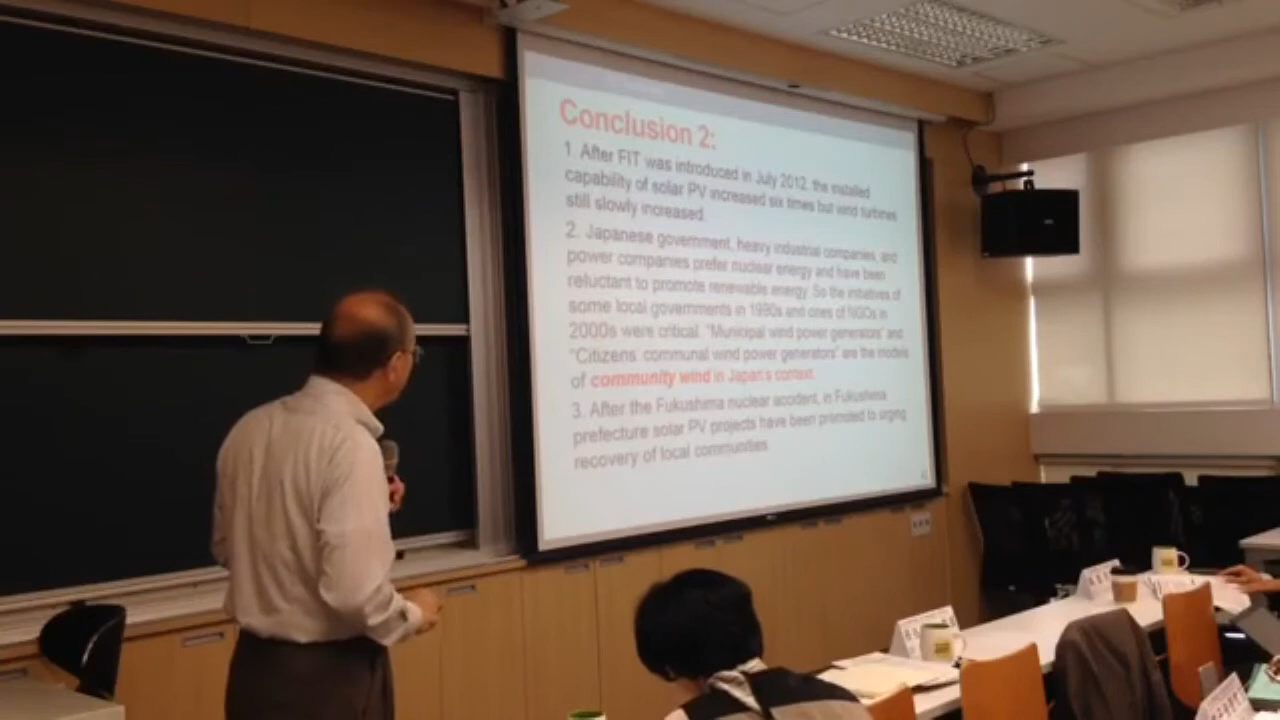 Conclusion 2:
1. After FIT was introduced in July 2012, the installed
capability of solar PV increased six times but wind turbines
still slowly increased.
2. Japanese government, heavy industrial companies, and
power companies prefer nuclear energy and have been
reluctant to promote renewable energy. So the initiatives of
some local governments in 1990s and ones of NGOs in
2000s were critical. "Municipal wind power generators" and
"Citizens' communal wind power generators" are the models
of community wind in Japan's context.
3. After the Fukushima nuclear accident, in Fukushima
prefecture solar PV projects have been promoted to urging
recovery of local communities.